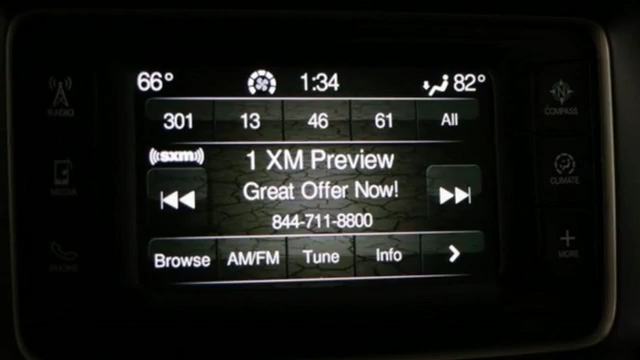 66° 1:34 82°
301 13 46 61 All
RADIO
COMPASS
((sxm)) 1 XM Preview
MEDIA
Great Offer Now!
CLIMATE
844-711-8800
PHONE
Browse AM/FM Tune Info >
+
MORE